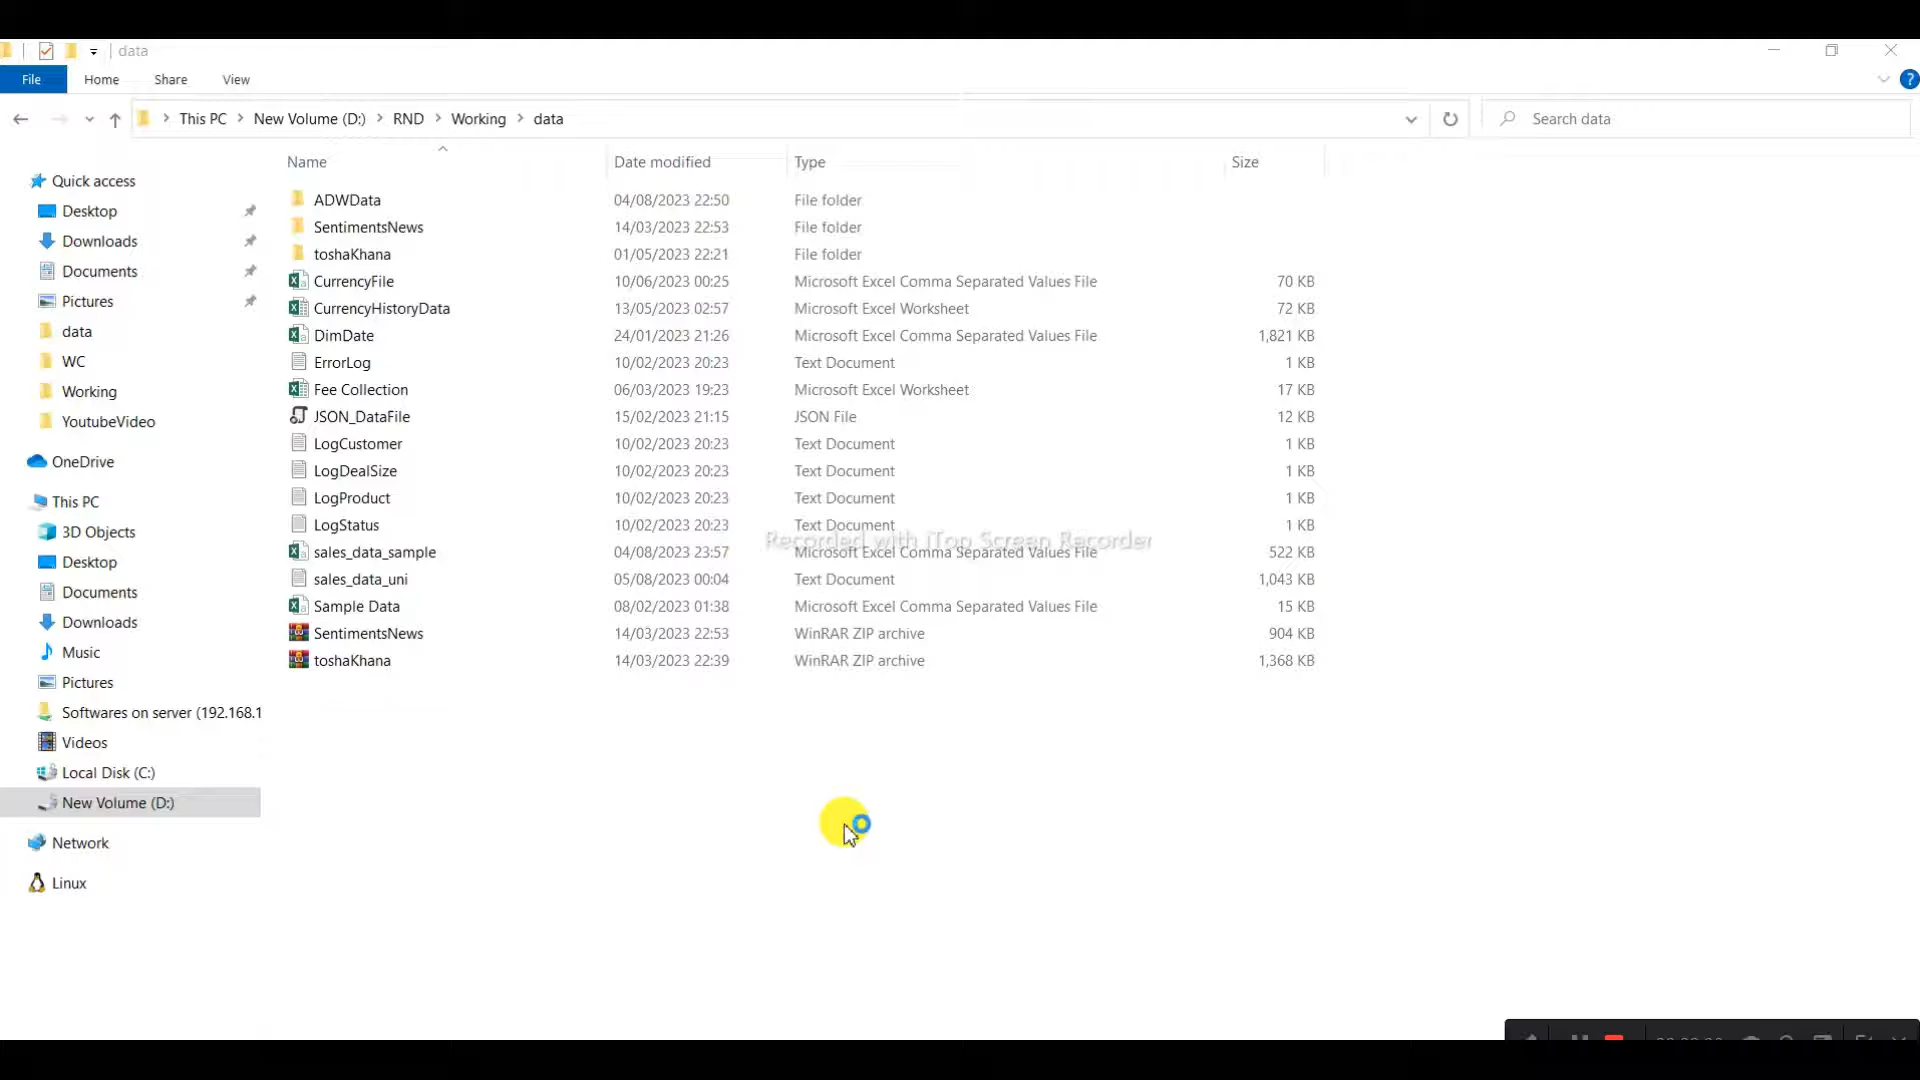 data
File Home Share View
This PC New Volume (D:) RND Working data Search data
Name Date modified Type Size
Quick access
Desktop
Downloads
Documents
Pictures
data
WC
Working
YoutubeVideo
OneDrive
This PC
3D Objects
Desktop
Documents
Downloads
Music
Pictures
Softwares on server (192.168.1
Videos
Local Disk (C:)
New Volume (D:)
Network
Linux
ADWData 04/08/2023 22:50 File folder
SentimentsNews 14/03/2023 22:53 File folder
toshaKhana 01/05/2023 22:21 File folder
CurrencyFile 10/06/2023 00:25 Microsoft Excel Comma Separated Values File 70 KB
CurrencyHistoryData 13/05/2023 02:57 Microsoft Excel Worksheet 72 KB
DimDate 24/01/2023 21:26 Microsoft Excel Comma Separated Values File 1,821 KB
ErrorLog 10/02/2023 20:23 Text Document 1 KB
Fee Collection 06/03/2023 19:23 Microsoft Excel Worksheet 17 KB
JSON_DataFile 15/02/2023 21:15 JSON File 12 KB
LogCustomer 10/02/2023 20:23 Text Document 1 KB
LogDealSize 10/02/2023 20:23 Text Document 1 KB
LogProduct 10/02/2023 20:23 Text Document 1 KB
LogStatus 10/02/2023 20:23 Text Document 1 KB
Recorded with iTop Screen Recorder
sales_data_sample 04/08/2023 23:57 Microsoft Excel Comma Separated Values File 522 KB
sales_data_uni 05/08/2023 00:04 Text Document 1,043 KB
Sample Data 08/02/2023 01:38 Microsoft Excel Comma Separated Values File 15 KB
SentimentsNews 14/03/2023 22:53 WinRAR ZIP archive 904 KB
toshaKhana 14/03/2023 22:39 WinRAR ZIP archive 1,368 KB